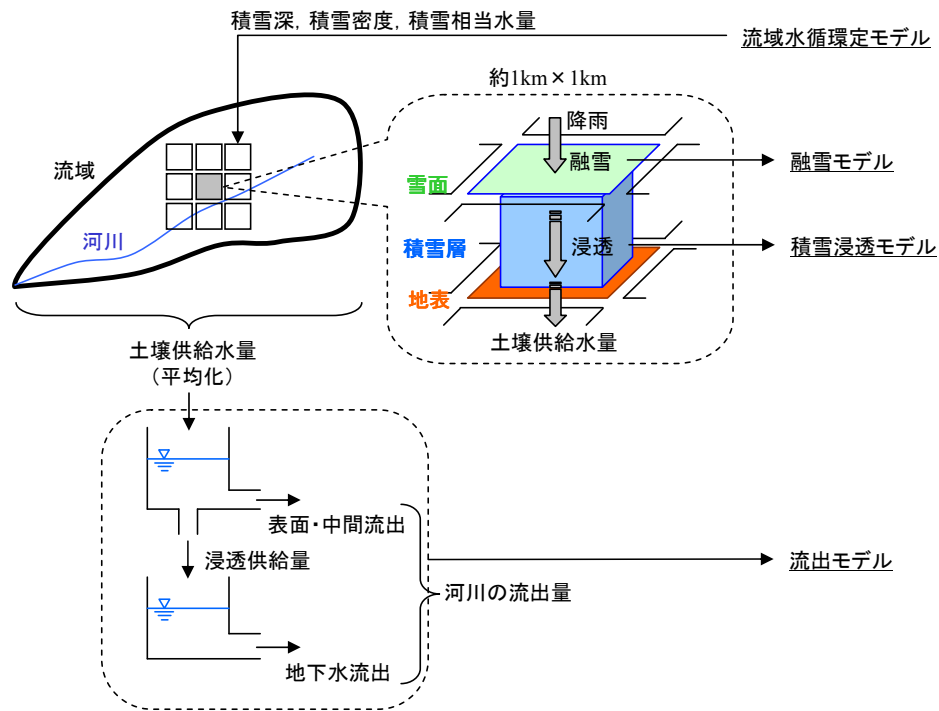 積雪深, 積雪密度, 積雪相当水量
流域水循環定モデル
約1km×1km
降雨
流域
融雪
融雪モデル
雪面
河川
積雪層
浸透
積雪浸透モデル
地表
土壌供給水量
土壌供給水量
（平均化）
表面・中間流出
浸透供給量
流出モデル
河川の流出量
地下水流出